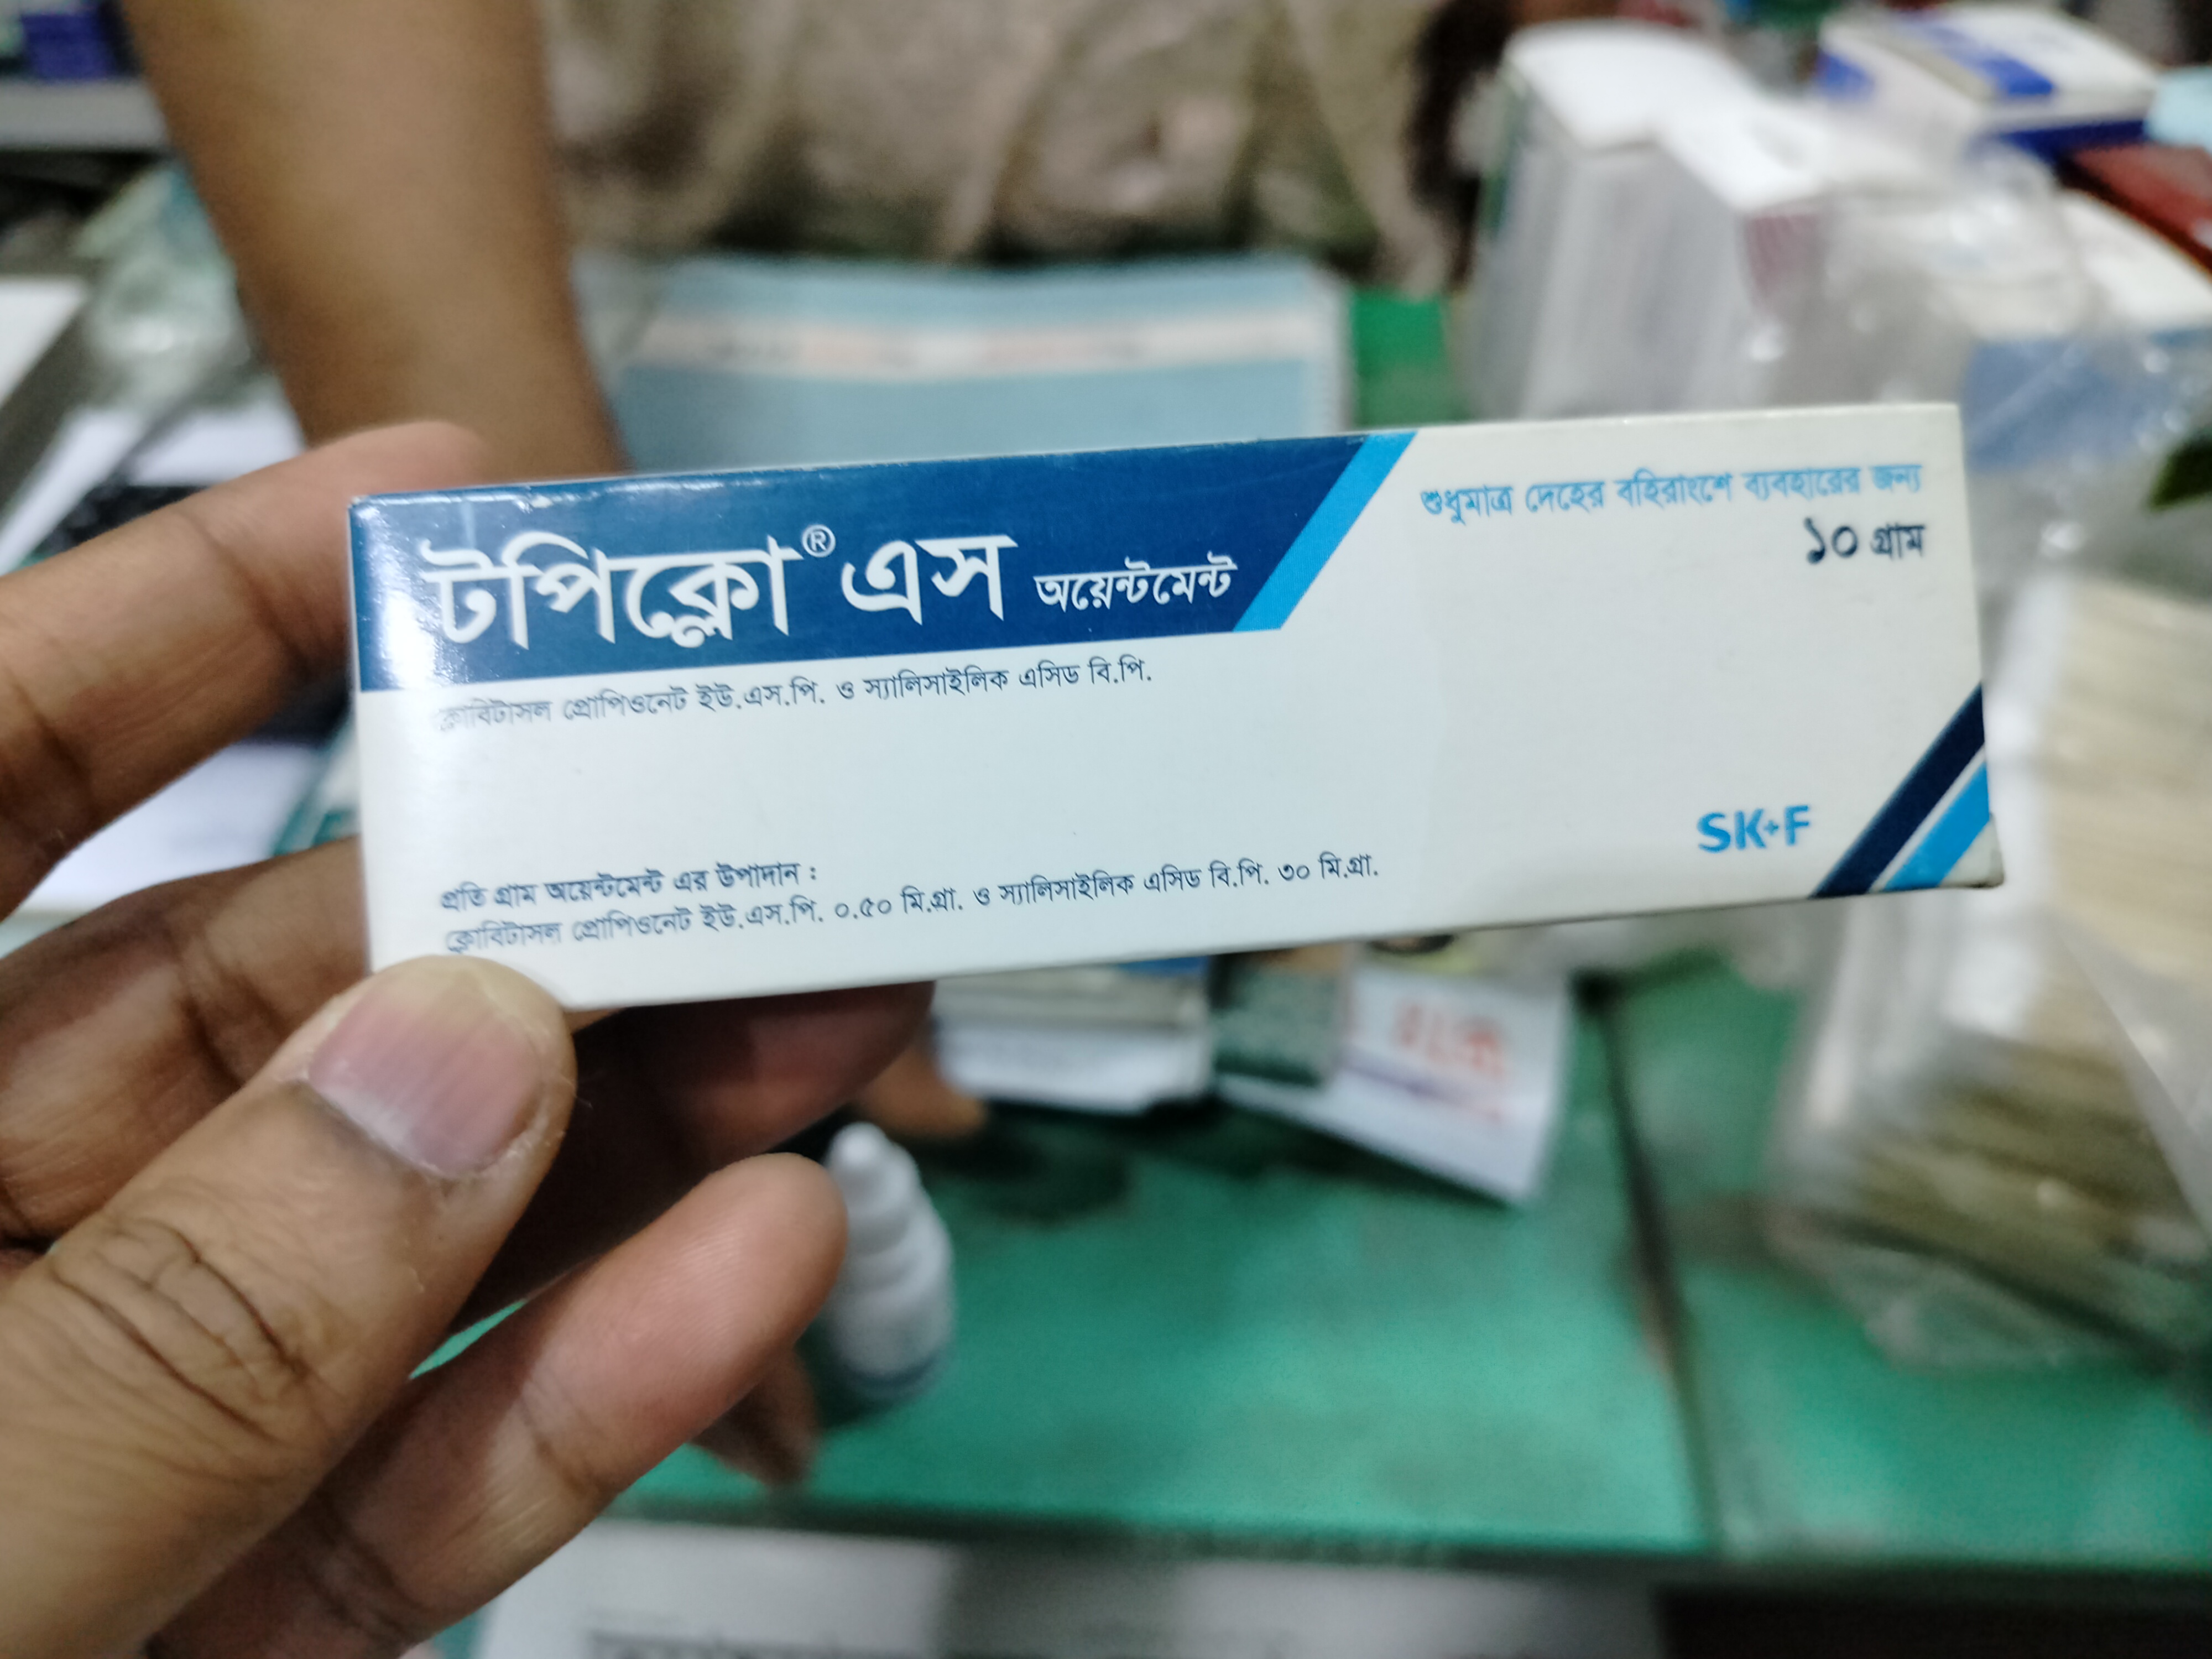 টপিক্লো® এস অয়েন্টমেন্ট
শুধুমাত্র দেহের বহিরাংশে ব্যবহারের জন্য
১০ গ্রাম
ক্লোবিটাসল প্রোপিওনেট ইউ.এস.পি. ও স্যালিসাইলিক এসিড বি.পি.
প্রতি গ্রাম অয়েন্টমেন্ট এর উপাদান :
ক্লোবিটাসল প্রোপিওনেট ইউ.এস.পি. ০.৫০ মি.গ্রা. ও স্যালিসাইলিক এসিড বি.পি. ৩০ মি.গ্রা.
SK+F